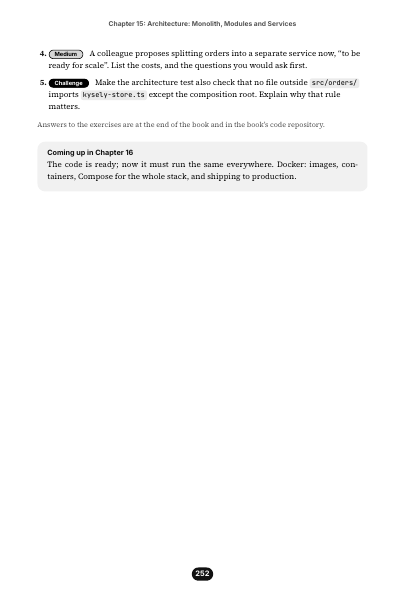 Chapter 15: Architecture: Monolith, Modules and Services
4. Medium A colleague proposes splitting orders into a separate service now, “to be
ready for scale”. List the costs, and the questions you would ask first.
5. Challenge Make the architecture test also check that no file outside src/orders/
imports kysely-store.ts except the composition root. Explain why that rule
matters.
Answers to the exercises are at the end of the book and in the book’s code repository.
Coming up in Chapter 16
The code is ready; now it must run the same everywhere. Docker: images, con-
tainers, Compose for the whole stack, and shipping to production.
252